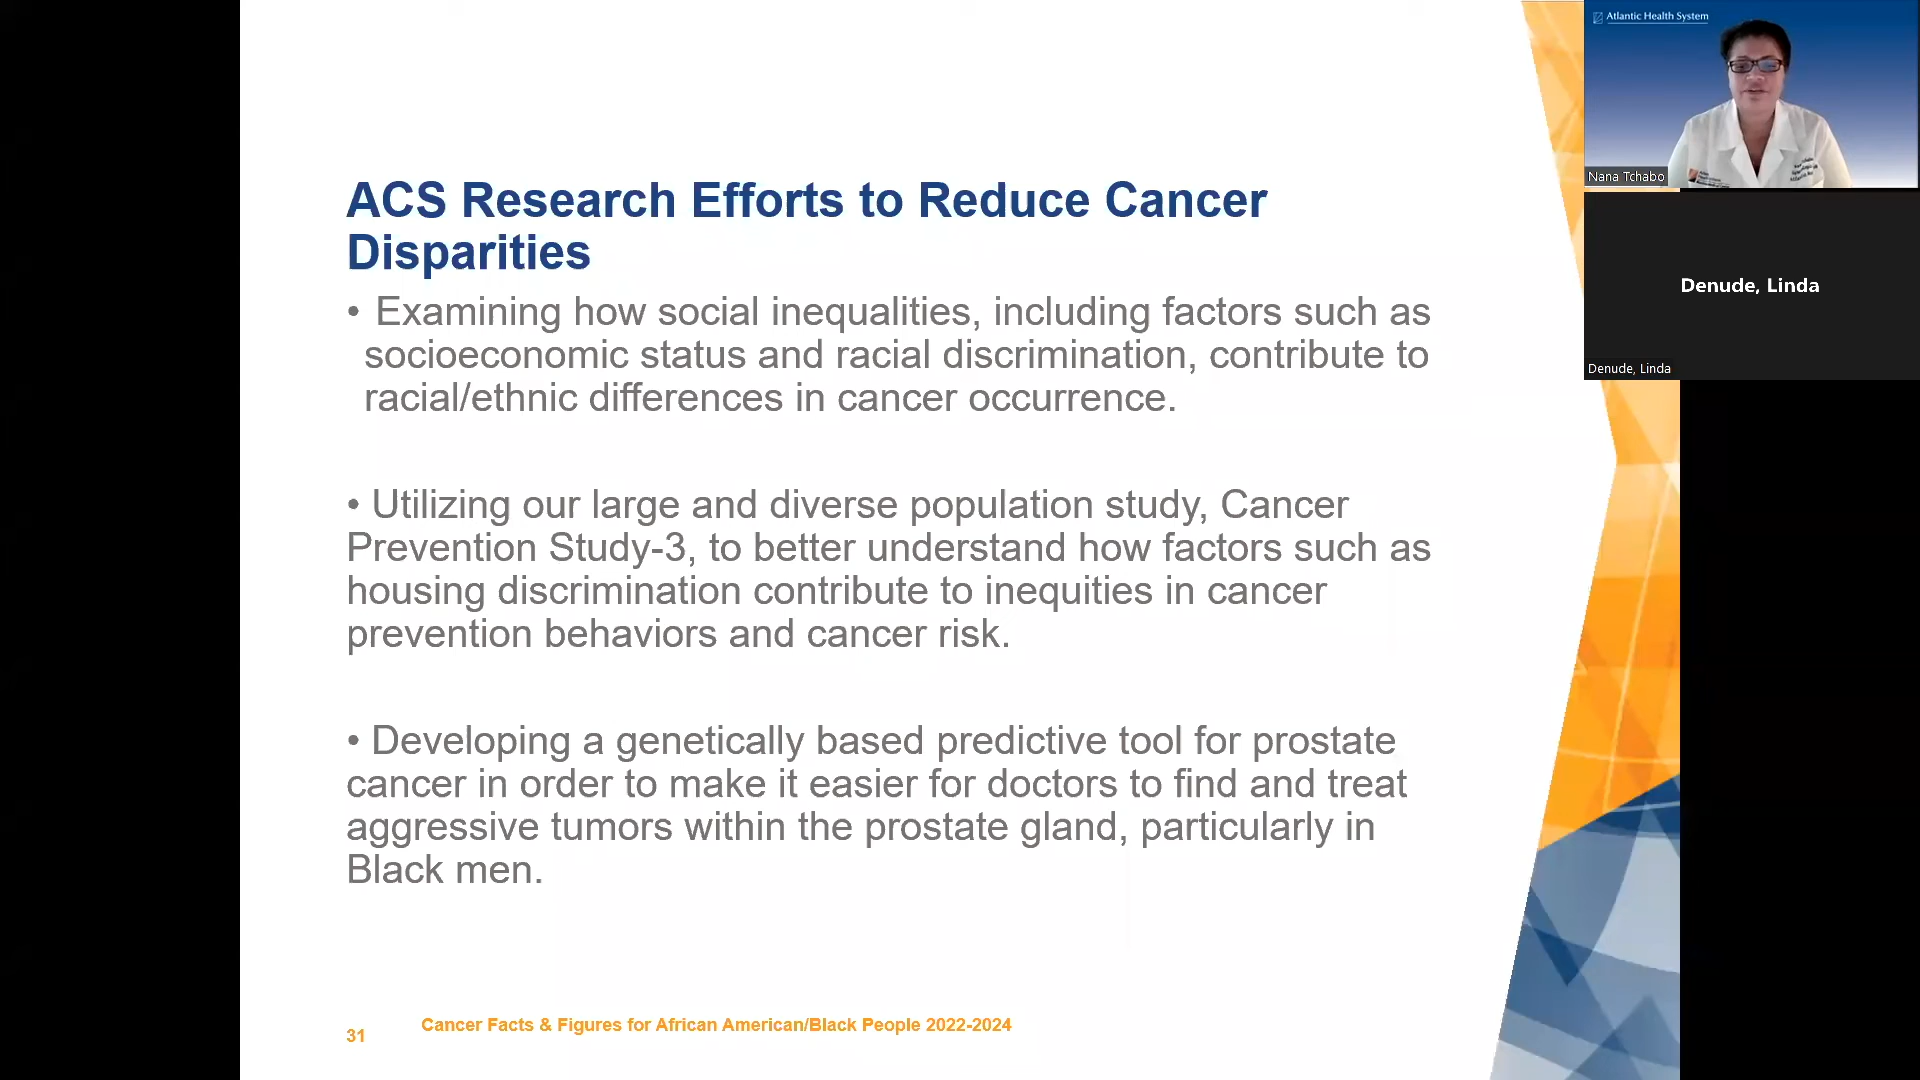 ACS Research Efforts to Reduce Cancer
Disparities
• Examining how social inequalities, including factors such as
socioeconomic status and racial discrimination, contribute to
racial/ethnic differences in cancer occurrence.
• Utilizing our large and diverse population study, Cancer
Prevention Study-3, to better understand how factors such as
housing discrimination contribute to inequities in cancer
prevention behaviors and cancer risk.
• Developing a genetically based predictive tool for prostate
cancer in order to make it easier for doctors to find and treat
aggressive tumors within the prostate gland, particularly in
Black men.
31
Cancer Facts & Figures for African American/Black People 2022-2024
Atlantic Health System
Nana Tchabo
Denude, Linda
Denude, Linda